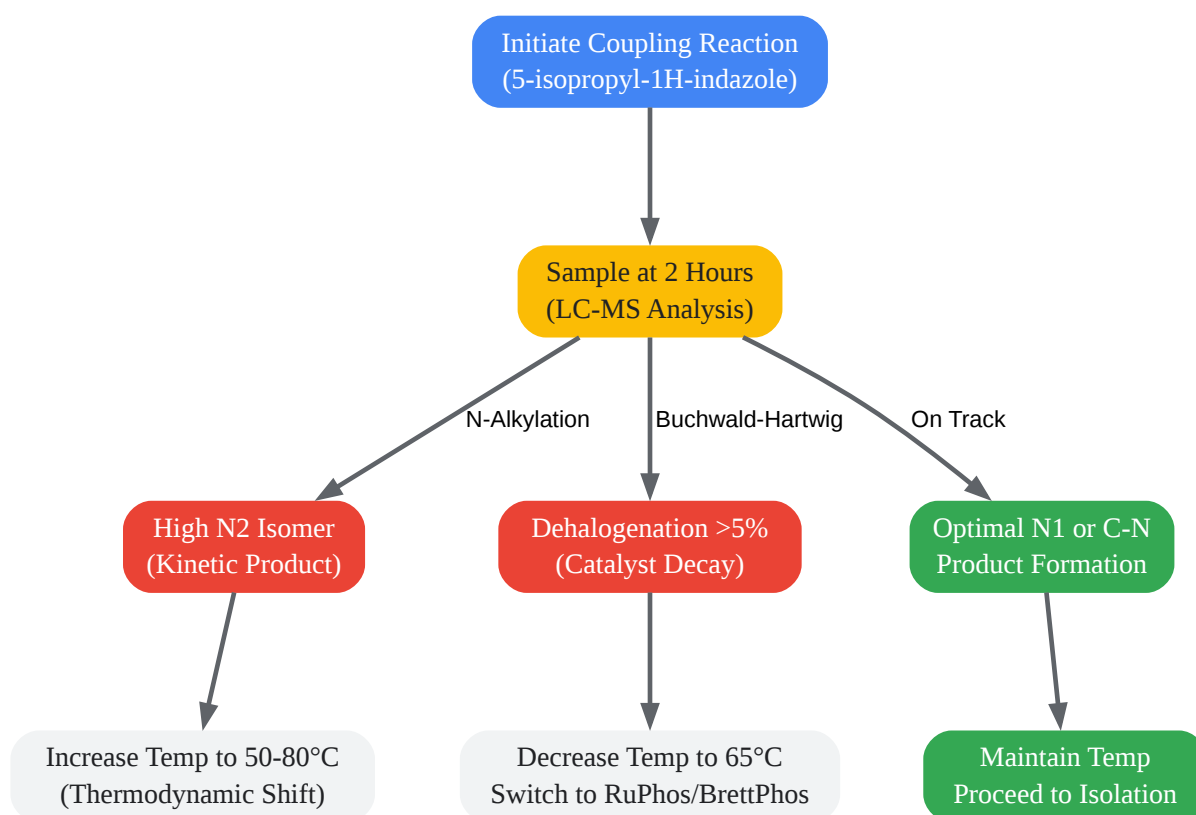 Initiate Coupling Reaction
(5-isopropyl-1H-indazole)
Sample at 2 Hours
(LC-MS Analysis)
N-Alkylation
Buchwald-Hartwig
On Track
High N2 Isomer
(Kinetic Product)
Dehalogenation >5%
(Catalyst Decay)
Optimal N1 or C-N
Product Formation
Increase Temp to 50-80°C
(Thermodynamic Shift)
Decrease Temp to 65°C
Switch to RuPhos/BrettPhos
Maintain Temp
Proceed to Isolation